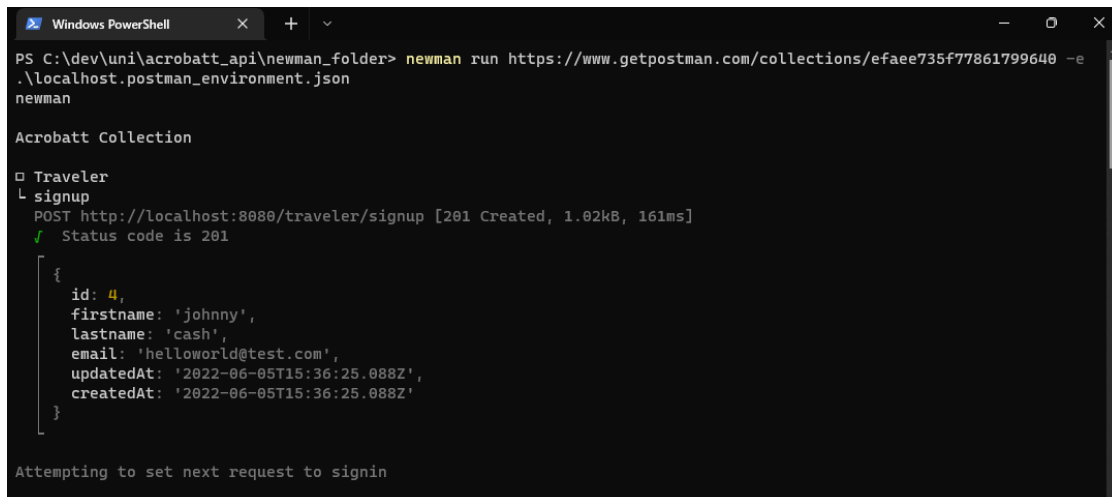 Windows PowerShell
PS C:\dev\uni\acrobatt_api\newman_folder> newman run https://www.getpostman.com/collections/efaee735f77861799640 -e
.\localhost.postman_environment.json
newman
Acrobatt Collection
□ Traveler
└ signup
POST http://localhost:8080/traveler/signup [201 Created, 1.02kB, 161ms]
√ Status code is 201
{
id: 4,
firstname: 'johnny',
lastname: 'cash',
email: 'helloworld@test.com',
updatedAt: '2022-06-05T15:36:25.088Z',
createdAt: '2022-06-05T15:36:25.088Z'
}
Attempting to set next request to signin